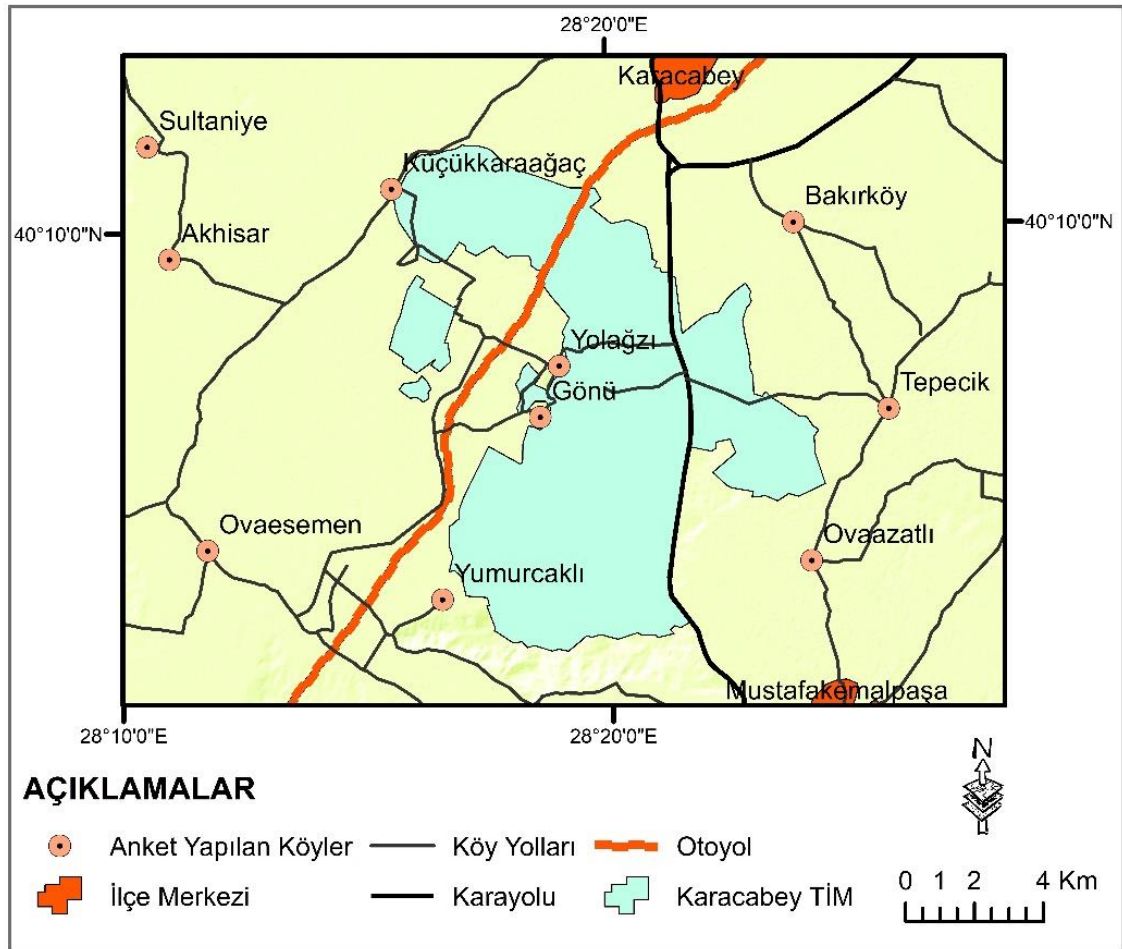 28°20'0"E
Karacabey
Sultaniye
Küçükkaraağaç
Bakırköy
40°10'0"N
40°10'0"N
Akhisar
Yolağzı
Gönü
Tepecik
Ovaesemen
Ovaazatlı
Yumurcaklı
Mustafakemalpaşa
28°10'0"E
28°20'0"E
N
AÇIKLAMALAR
Anket Yapılan Köyler
Köy Yolları
Otoyol
İlçe Merkezi
Karayolu
Karacabey TİM
0 1 2 4 Km